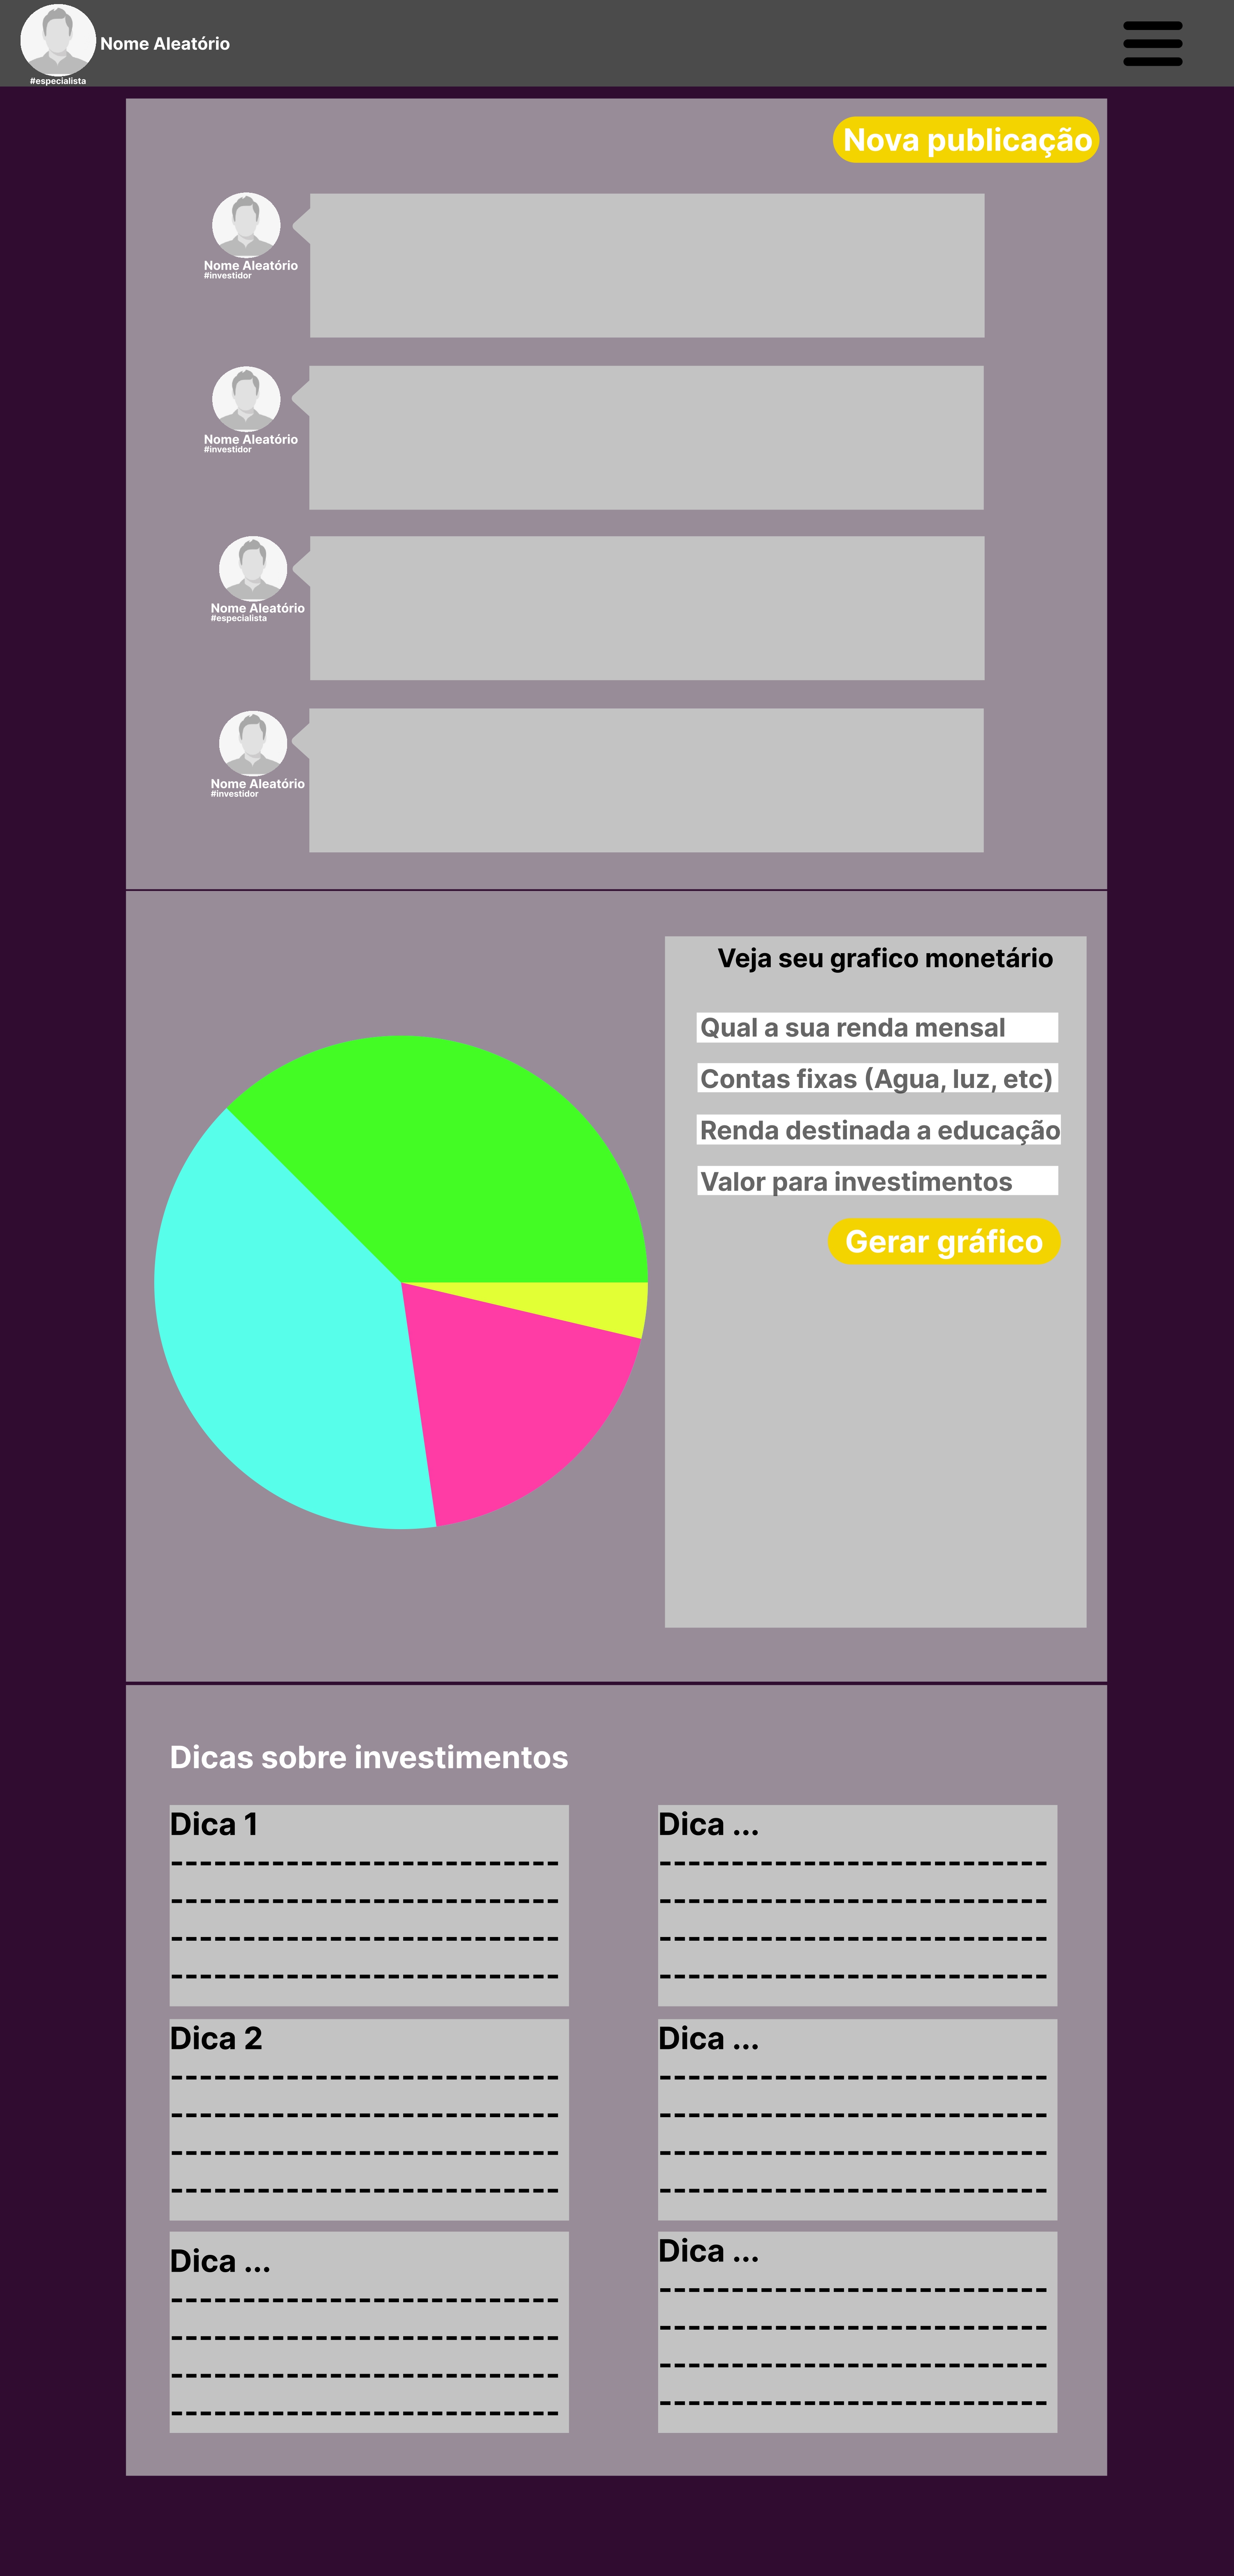 Nome Aleatório
#especialista
Nova publicação
Nome Aleatório
#investidor
Nome Aleatório
#investidor
Nome Aleatório
#especialista
Nome Aleatório
#investidor
Veja seu grafico monetário
Qual a sua renda mensal
Contas fixas (Agua, luz, etc)
Renda destinada a educação
Valor para investimentos
Gerar gráfico
Dicas sobre investimentos
Dica 1
Dica ...
Dica 2
Dica ...
Dica ...
Dica ...